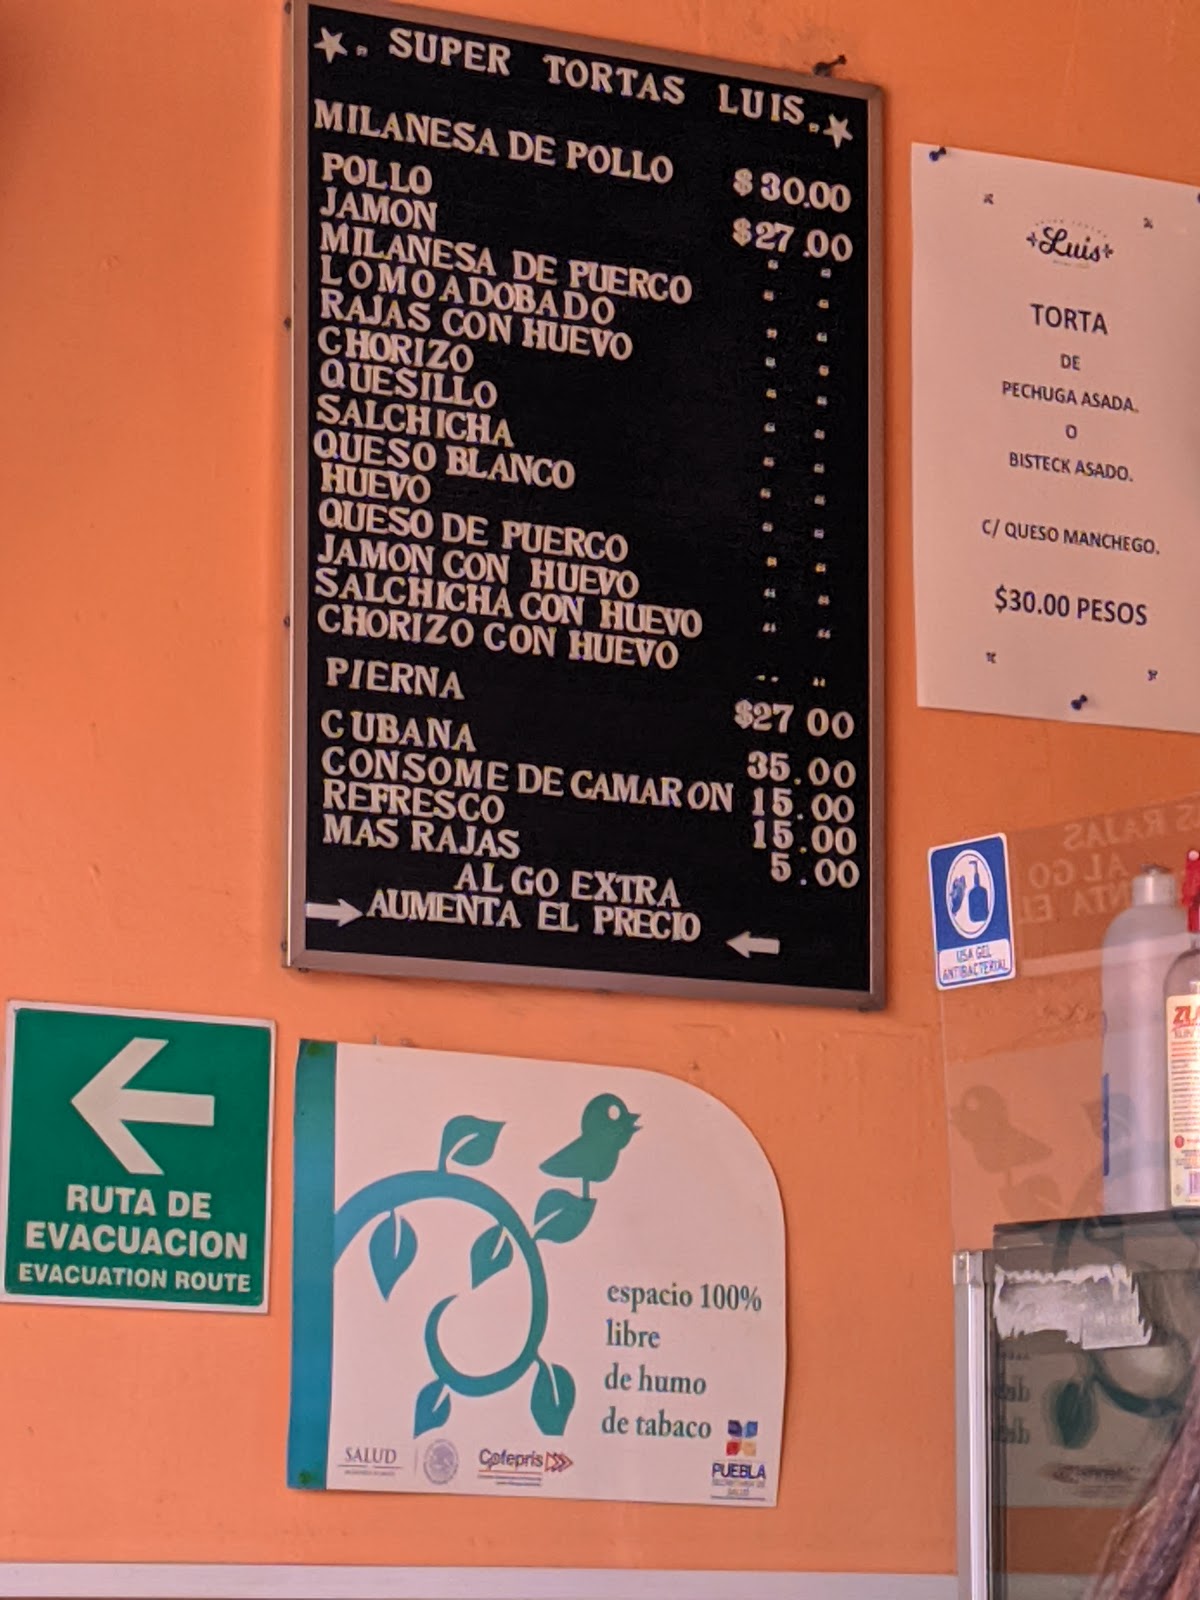 SUPER TORTAS LUIS.
MILANESA DE POLLO $30.00
POLLO $27.00
JAMON " "
MILANESA DE PUERCO " "
LOMO ADOBADO " "
RAJAS CON HUEVO " "
CHORIZO " "
QUESILLO " "
SALCHICHA " "
QUESO BLANCO " "
HUEVO " "
QUESO DE PUERCO " "
JAMON CON HUEVO " "
SALCHICHA CON HUEVO " "
CHORIZO CON HUEVO " "
PIERNA $27 00
CUBANA 35.00
CONSOME DE CAMARON 15.00
REFRESCO 15.00
MAS RAJAS 5.00
ALGO EXTRA
AUMENTA EL PRECIO
Luis
TORTA
DE
PECHUGA ASADA.
O
BISTECK ASADO.
C/ QUESO MANCHEGO.
$30.00 PESOS
USA GEL
ANTIBACTERIAL
RUTA DE
EVACUACION
EVACUATION ROUTE
espacio 100%
libre
de humo
de tabaco
SALUD
Cofepris
PUEBLA